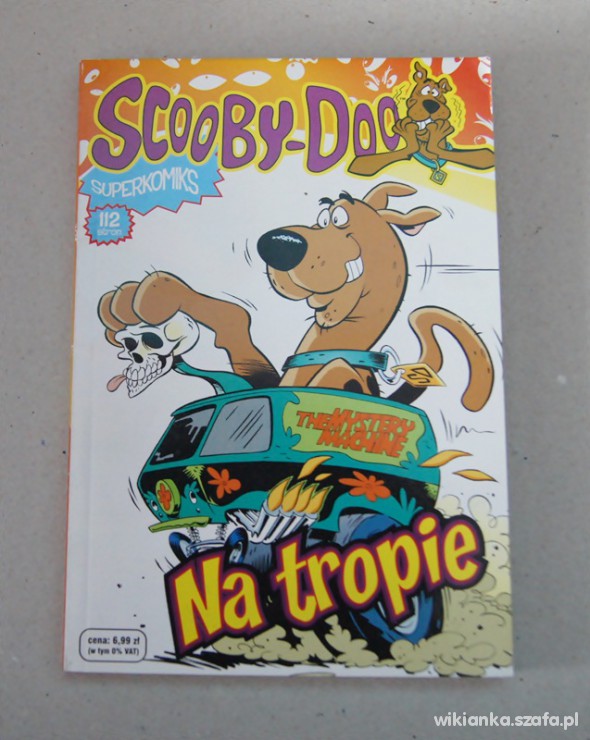 SCOOBY-DOO
SUPERKOMIKS
112
stron
THE MYSTERY
MACHINE
Na tropie
cena: 6,99 zł
(w tym 0% VAT)
wikianka.szafa.pl